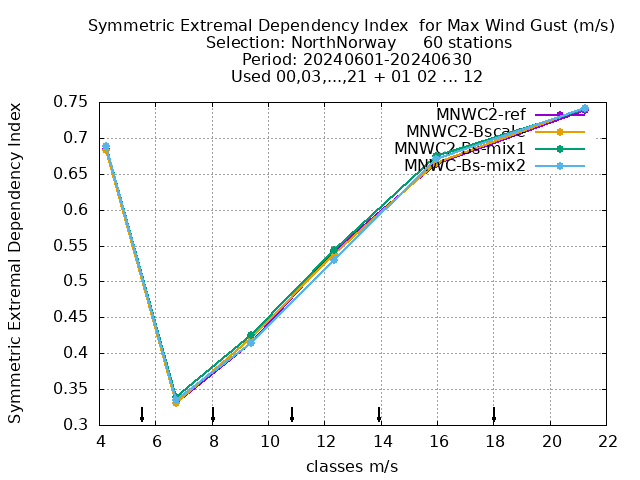 Symmetric Extremal Dependency Index  for Max Wind Gust (m/s)
Selection: NorthNorway     60 stations
Period: 20240601-20240630
Used 00,03,...,21 + 01 02 ... 12
Symmetric Extremal Dependency Index
0.75
0.7
0.65
0.6
0.55
0.5
0.45
0.4
0.35
0.3
MNWC2-ref
MNWC2-Bscale
MNWC2-Bs-mix1
MNWC-Bs-mix2
4 6 8 10 12 14 16 18 20 22
classes m/s